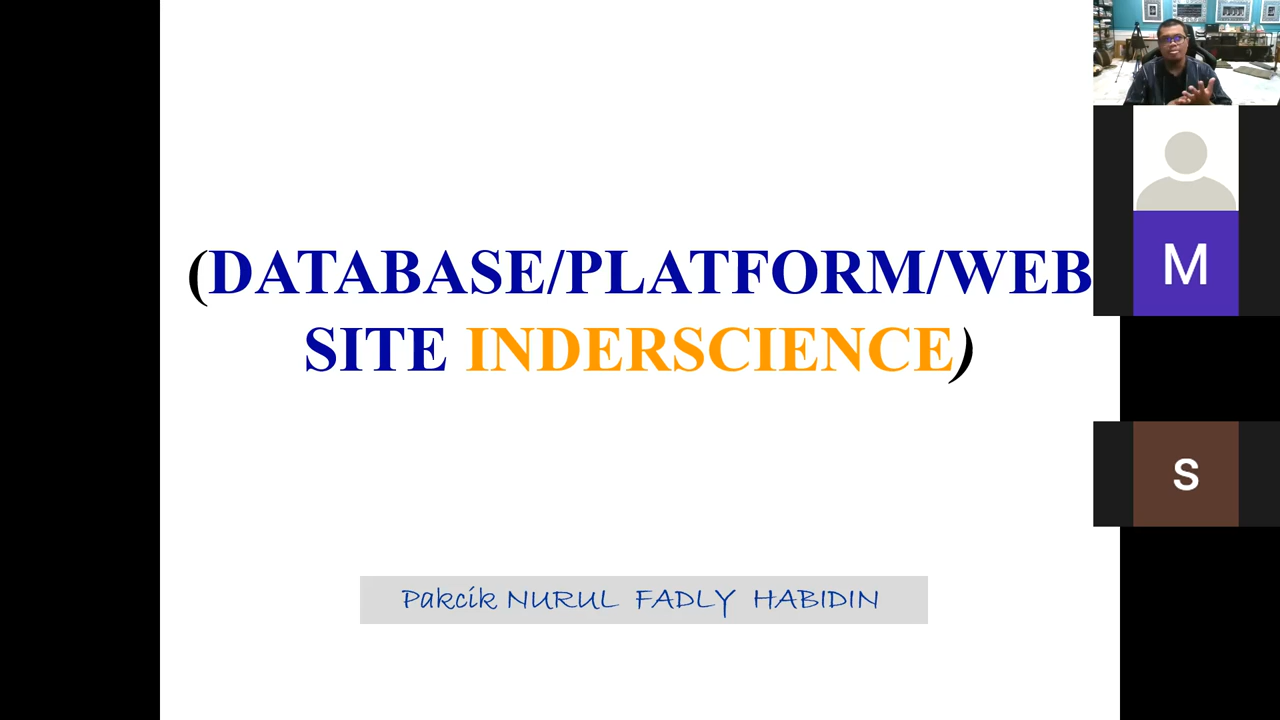 (DATABASE/PLATFORM/WEB
SITE INDERSCIENCE)
Pakcik NURUL FADLY HABIDIN
M
S